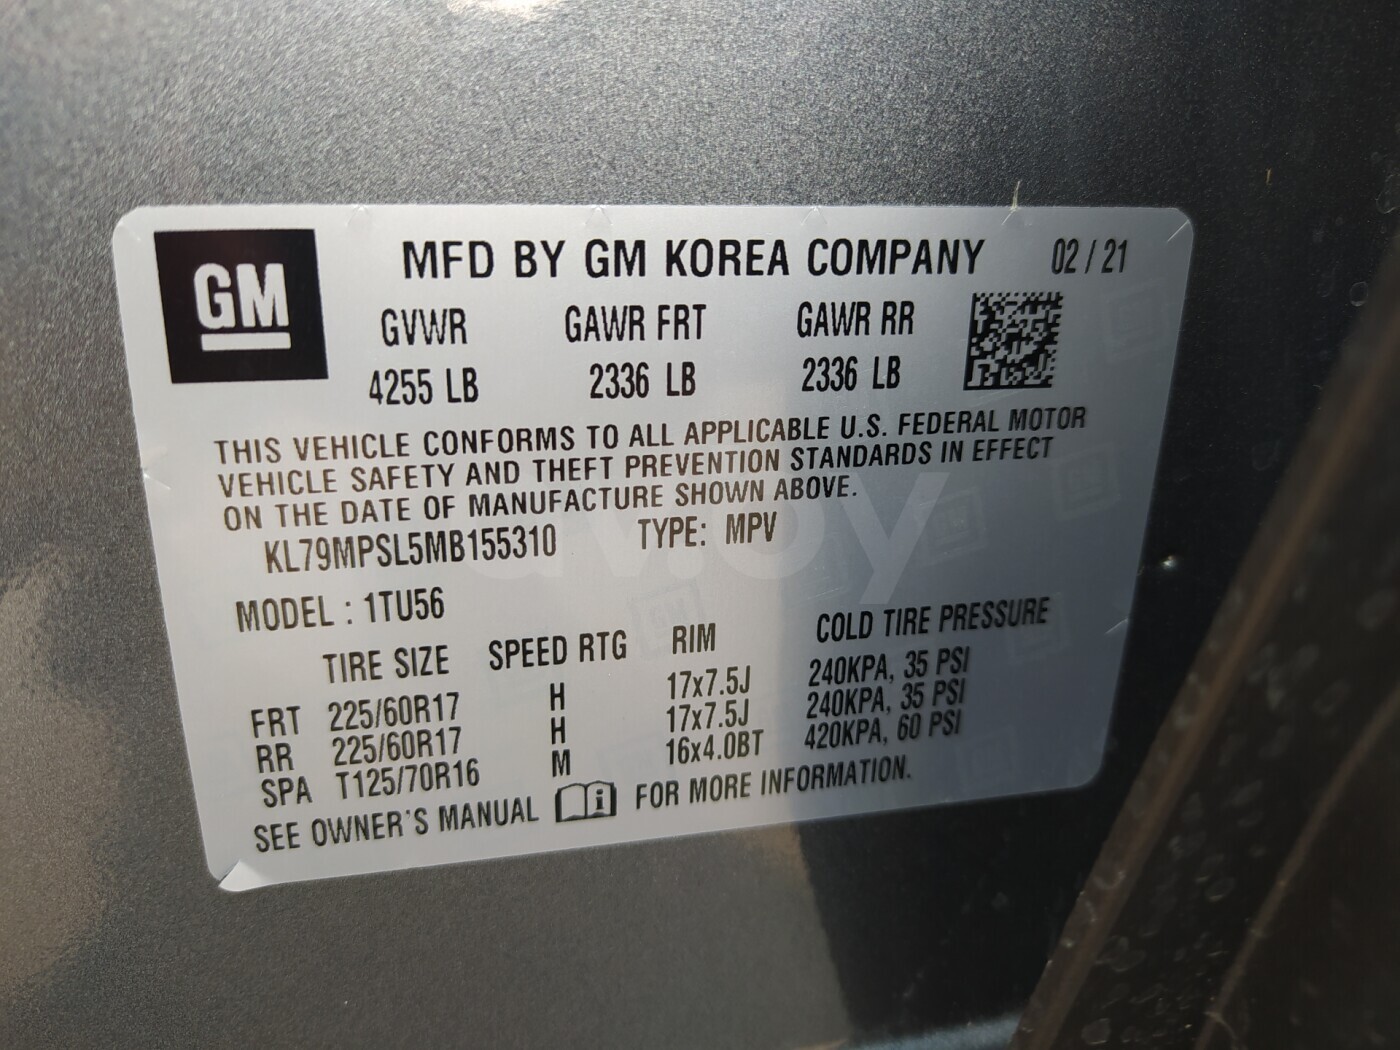 GM
MFD BY GM KOREA COMPANY 02 / 21
GVWR GAWR FRT GAWR RR
4255 LB 2336 LB 2336 LB
THIS VEHICLE CONFORMS TO ALL APPLICABLE U.S. FEDERAL MOTOR
VEHICLE SAFETY AND THEFT PREVENTION STANDARDS IN EFFECT
ON THE DATE OF MANUFACTURE SHOWN ABOVE.
KL79MPSL5MB155310 TYPE: MPV
MODEL : 1TU56
TIRE SIZE SPEED RTG RIM COLD TIRE PRESSURE
FRT 225/60R17 H 17x7.5J 240KPA, 35 PSI
RR 225/60R17 H 17x7.5J 240KPA, 35 PSI
SPA T125/70R16 M 16x4.0BT 420KPA, 60 PSI
SEE OWNER'S MANUAL i FOR MORE INFORMATION.
av.by